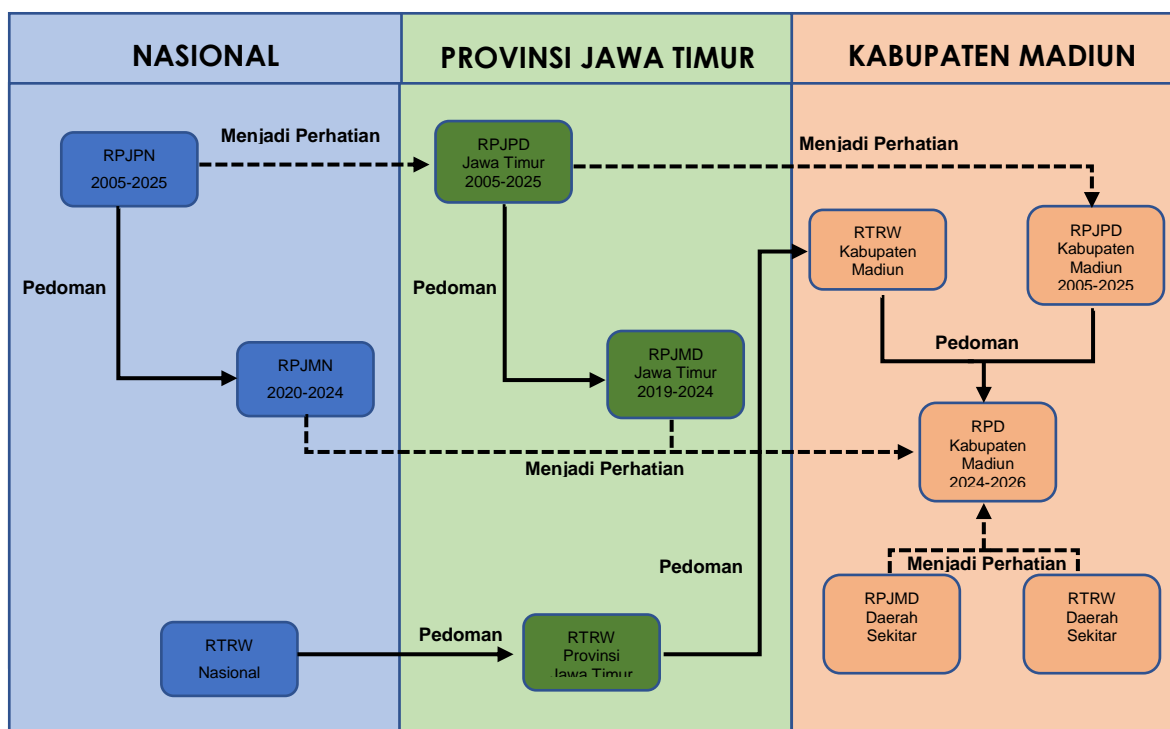 NASIONAL
PROVINSI JAWA TIMUR
KABUPATEN MADIUN
RPJPN
2005-2025
Menjadi Perhatian
RPJPD
Jawa Timur
2005-2025
Menjadi Perhatian
RTRW
Kabupaten
Madiun
RPJPD
Kabupaten
Madiun
2005-2025
Pedoman
Pedoman
Pedoman
RPJMN
2020-2024
RPJMD
Jawa Timur
2019-2024
RPD
Kabupaten
Madiun
2024-2026
Menjadi Perhatian
Pedoman
Menjadi Perhatian
RPJMD
Daerah
Sekitar
RTRW
Daerah
Sekitar
RTRW
Nasional
Pedoman
RTRW
Provinsi
Jawa Timur